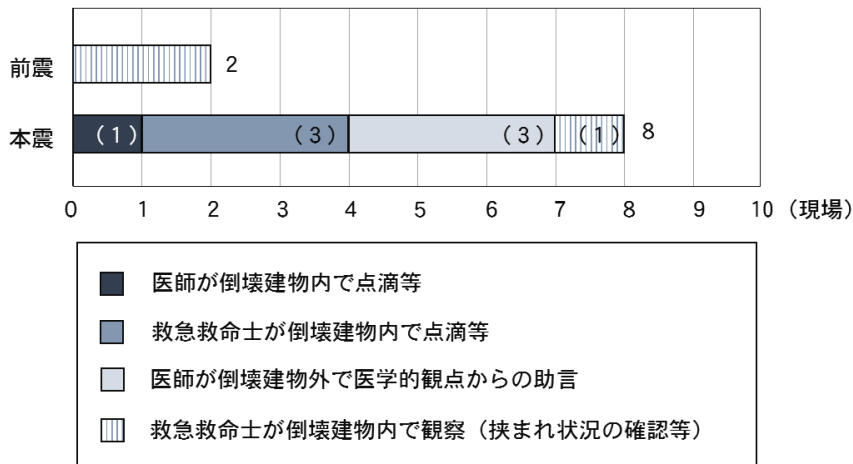 前震 2
本震 (1) (3) (3) (1) 8
0 1 2 3 4 5 6 7 8 9 10 (現場)
医師が倒壊建物内で点滴等
救急救命士が倒壊建物内で点滴等
医師が倒壊建物外で医学的観点からの助言
救急救命士が倒壊建物内で観察（挟まれ状況の確認等）